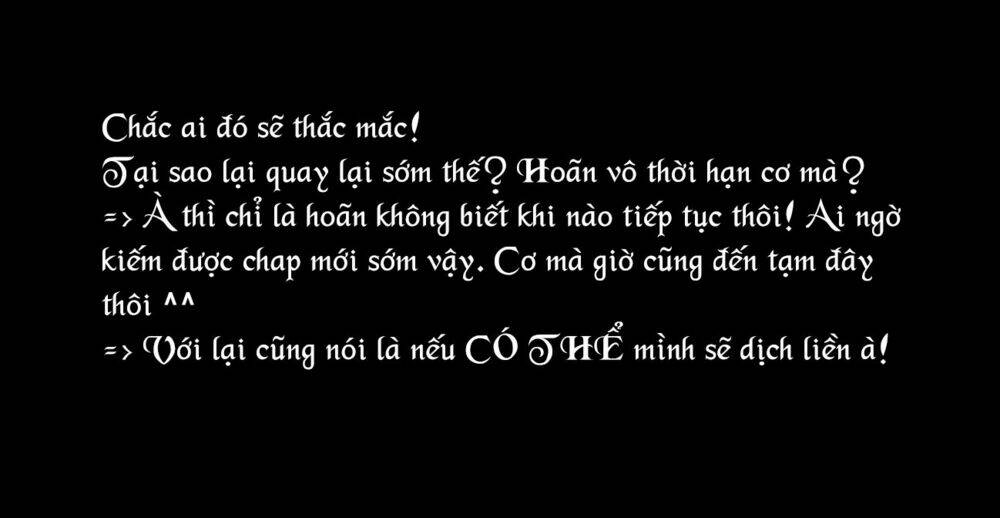 Chắc ai đó sẽ thắc mắc!
Tại sao lại quay lại sớm thế? Hoãn vô thời hạn cơ mà?
=> À thì chỉ là hoãn không biết khi nào tiếp tục thôi! Ai ngờ
kiếm được chap mới sớm vậy. Cơ mà giờ cũng đến tạm đây
thôi ^^
=> Với lại cũng nói là nếu CÓ THỂ mình sẽ dịch liền à!